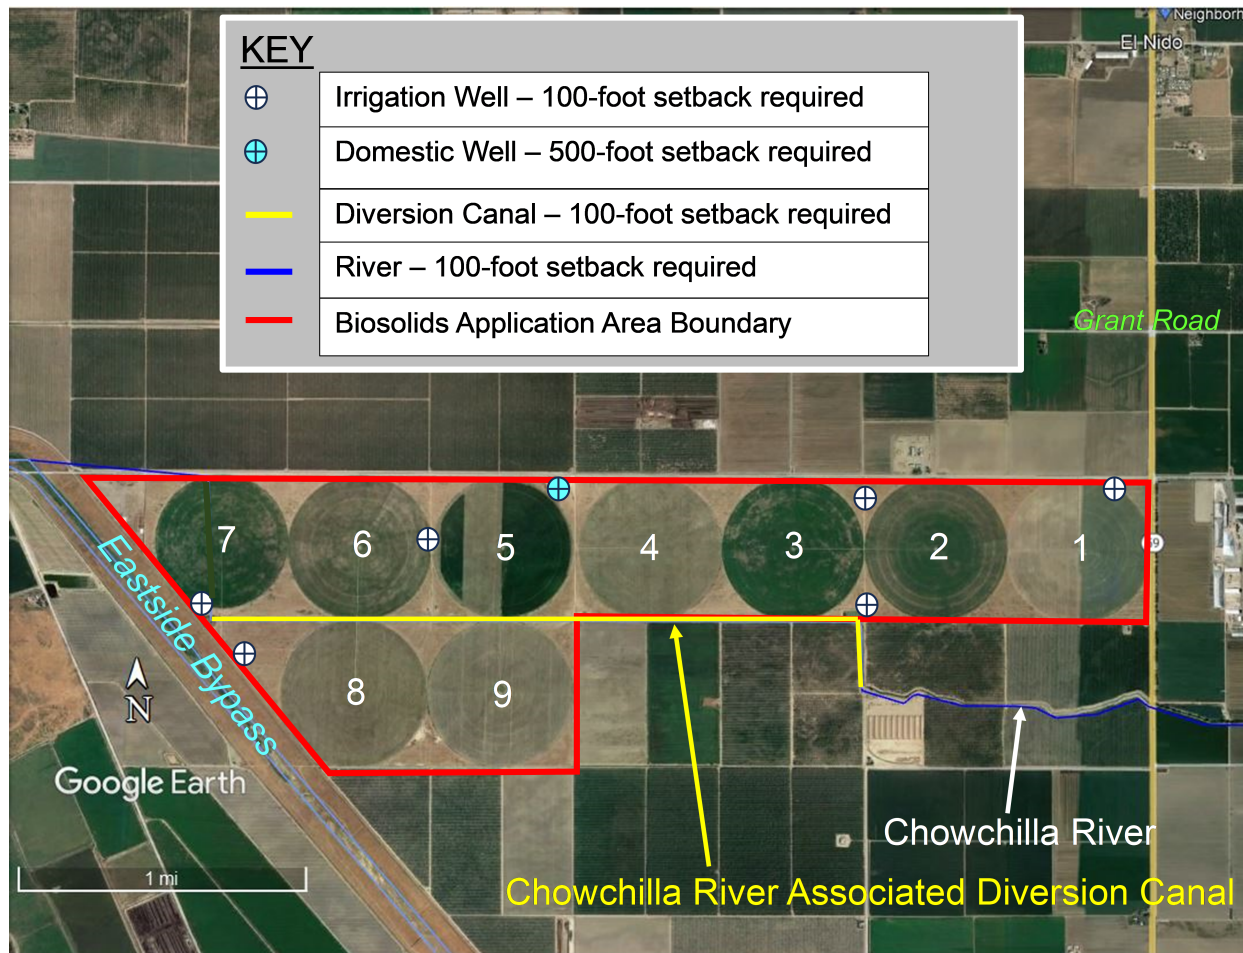 Neighborh
El Nido
KEY
Irrigation Well – 100-foot setback required
Domestic Well – 500-foot setback required
Diversion Canal – 100-foot setback required
River – 100-foot setback required
Biosolids Application Area Boundary
Grant Road
7
6
5
4
3
2
1
59
Eastside Bypass
8
9
N
Google Earth
1 mi
Chowchilla River
Chowchilla River Associated Diversion Canal